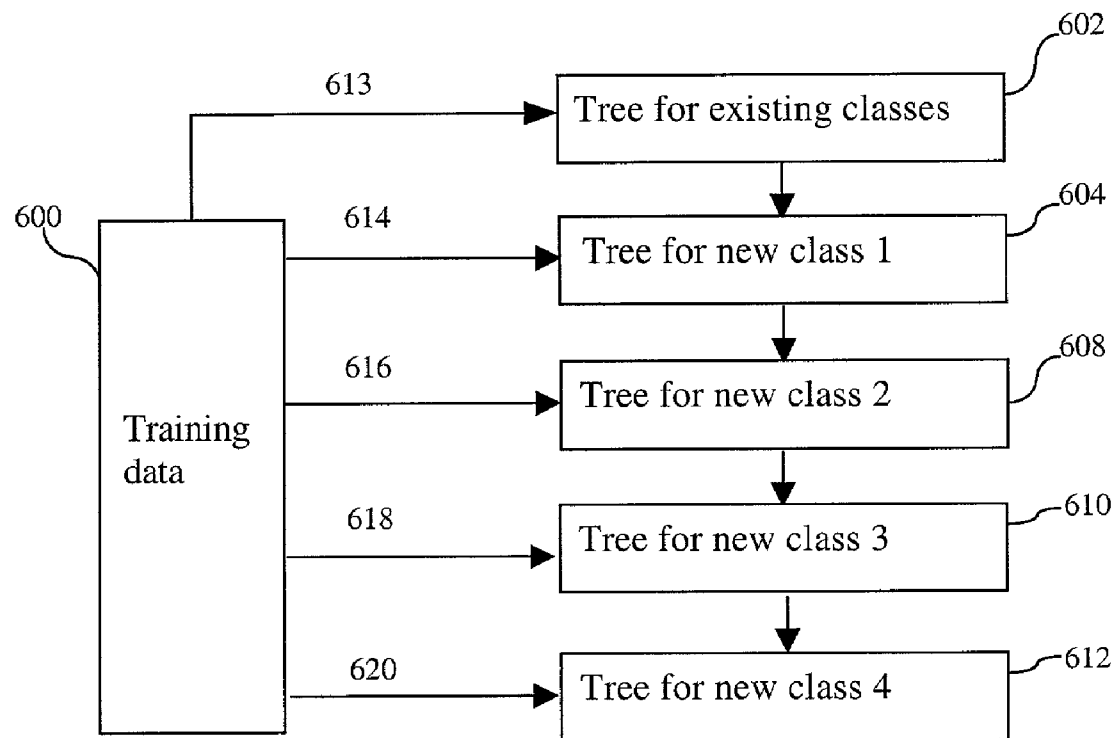 602
613
Tree for existing classes
600
614
604
Tree for new class 1
616
608
Tree for new class 2
Training
data
618
610
Tree for new class 3
620
612
Tree for new class 4